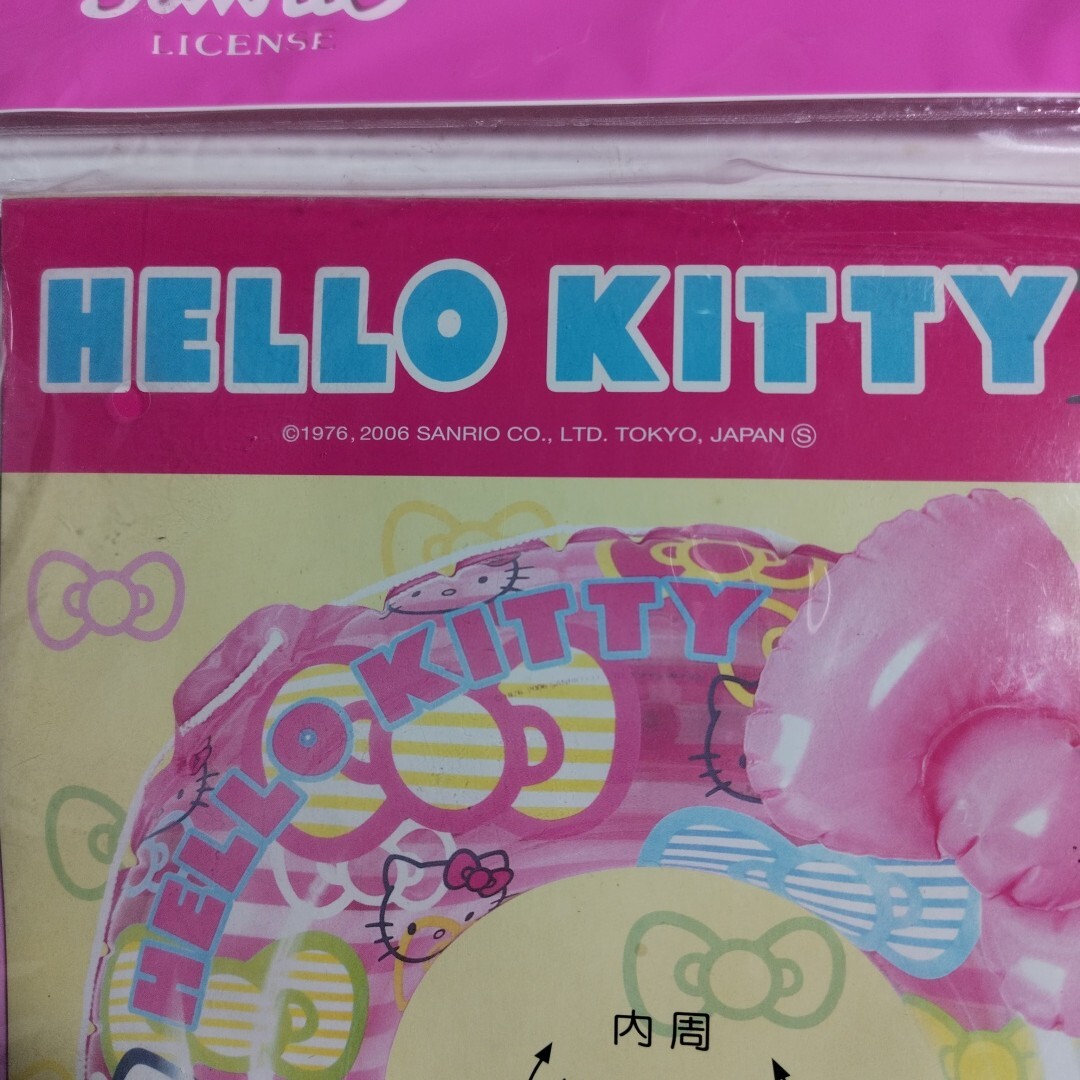 LICENSE
HELLO KITTY
©1976, 2006 SANRIO CO., LTD. TOKYO, JAPAN Ⓢ
HELLO KITTY
内周